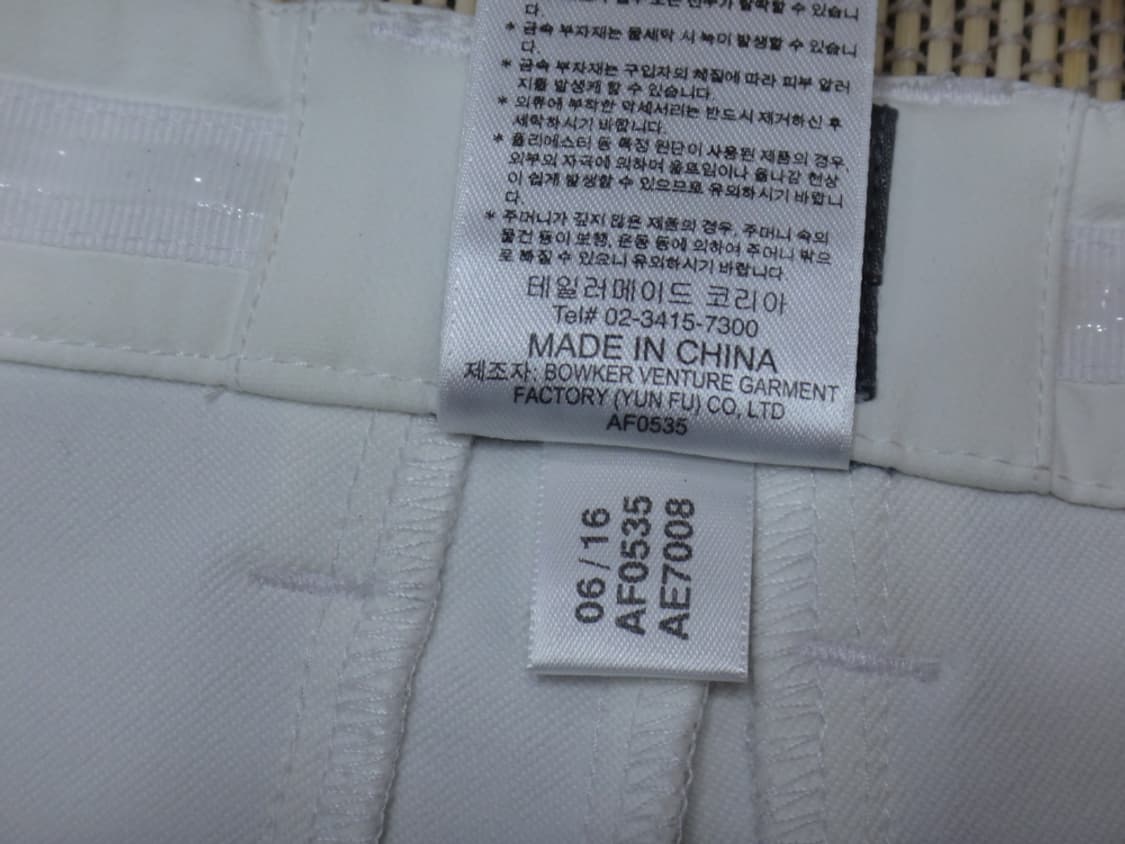 다.
* 금속 부자재는 물세탁 시 녹이 발생할 수 있습니
다.
* 금속 부자재는 구입자의 체질에 따라 피부 알러
지를 발생케 할 수 있습니다.
* 의류에 부착한 악세서리는 반드시 제거하신 후
세탁하시기 바랍니다.
* 폴리에스터 등 특정 원단이 사용된 제품의 경우,
외부의 자극에 의하여 올트임이나 올나감 현상
이 쉽게 발생할 수 있으므로 유의하시기 바랍니
다.
* 주머니가 깊지 않은 제품의 경우, 주머니 속의
물건 등이 보행, 운동 등에 의하여 주머니 밖으
로 빠질 수 있으니 유의하시기 바랍니다
테일러메이드 코리아
Tel# 02-3415-7300
MADE IN CHINA
제조자: BOWKER VENTURE GARMENT
FACTORY (YUN FU) CO, LTD
AF0535
06/16
AF0535
AE7008